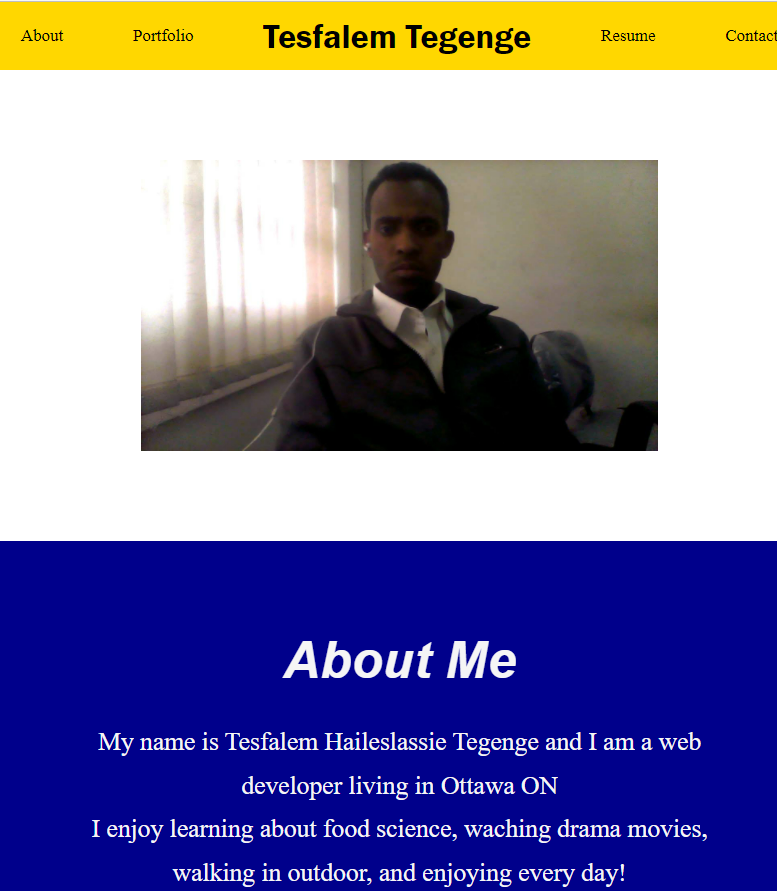 About Portfolio Tesfalem Tegenge Resume Contact
About Me
My name is Tesfalem Haileslassie Tegenge and I am a web
developer living in Ottawa ON
I enjoy learning about food science, waching drama movies,
walking in outdoor, and enjoying every day!